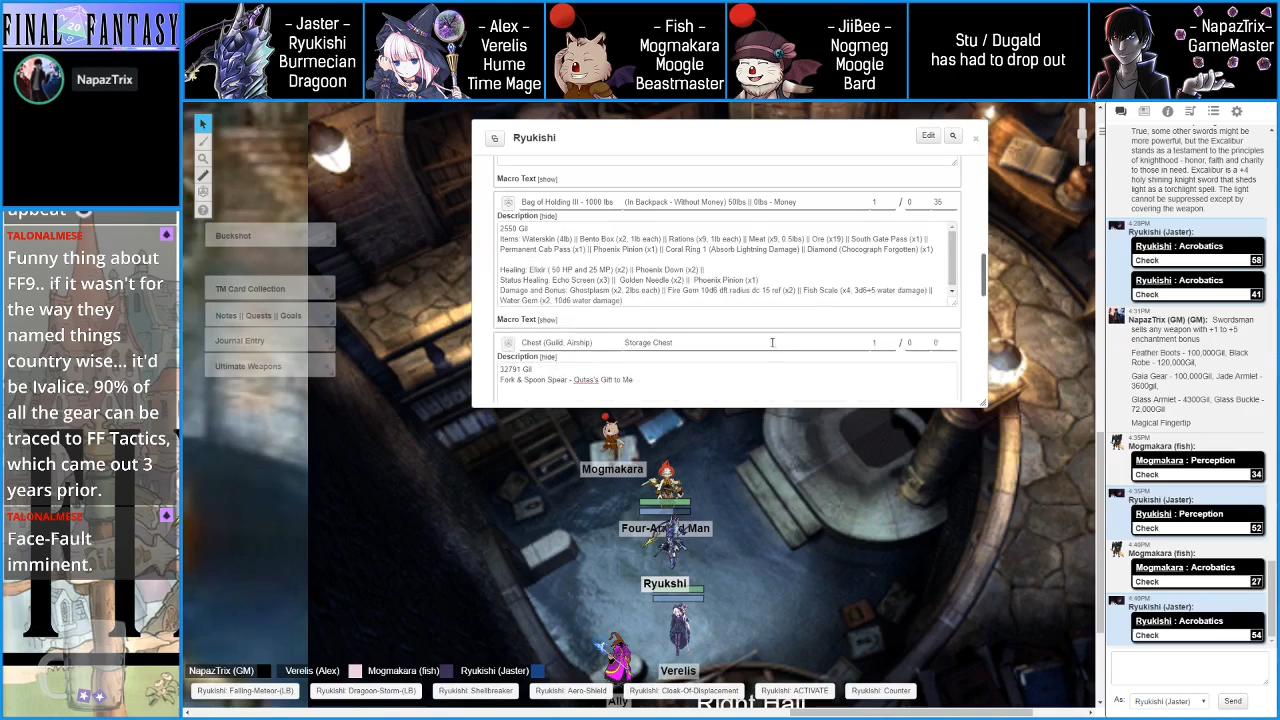 FINAL FANTASY
20
NapazTrix
– Jaster –
Ryukishi
Burmecian
Dragoon
– Alex –
Verelis
Hume
Time Mage
– Fish –
Mogmakara
Moogle
Beastmaster
– JiiBee –
Nogmeg
Moogle
Bard
Stu / Dugald
has had to drop out
– NapazTrix–
GameMaster
upbeat
TALONALMESE
Funny thing about
FF9.. if it wasn't for
the way they
named things
country wise... it'd
be Ivalice. 90% of
all the gear can be
traced to FF Tactics,
which came out 3
years prior.
TALONALMESE
Face-Fault
imminent.
Buckshot
TM Card Collection
Notes || Quests || Goals
Journal Entry
Ultimate Weapons
Ryukishi
Edit
Macro Text [show]
Bag of Holding III - 1000 lbs (In Backpack - Without Money) 50lbs || 0lbs - Money 1 / 0 35
Description [hide]
2550 Gil
Items: Waterskin (4lb) || Bento Box (x2, 1lb each) || Rations (x9, 1lb each) || Meat (x9, 0.5lbs) || Ore (x19) || South Gate Pass (x1) ||
Permanent Cab Pass (x1) || Phoenix Pinion (x1) || Coral Ring 1 (Absorb Lightning Damage) || Diamond (Chocograph Forgotten) (x1)
Healing: Elixir ( 50 HP and 25 MP) (x2) || Phoenix Down (x2) ||
Status Healing: Echo Screen (x3) || Golden Needle (x2) || Phoenix Pinion (x1)
Damage and Bonus: Ghostplasm (x2, 2lbs each) || Fire Gem 10d6 dft radius dc 15 ref (x2) || Fish Scale (x4, 3d6+5 water damage) ||
Water Gem (x2, 10d6 water damage)
Macro Text [show]
Chest (Guild, Airship) Storage Chest 1 / 0 0
Description [hide]
32791 Gil
Fork & Spoon Spear - Qutas's Gift to Me
Mogmakara
Four-Armed Man
Ryukshi
Verelis
Ally
Right Hall
NapazTrix (GM) Verelis (Alex) Mogmakara (fish) Ryukishi (Jaster)
Ryukishi: Falling-Meteor-(LB) Ryukishi: Dragoon-Storm-(LB) Ryukishi: Shellbreaker Ryukishi: Aero-Shield Ryukishi: Cloak-Of-Displacement Ryukishi: ACTIVATE Ryukishi: Counter
True, some other swords might be
more powerful, but the Excalibur
stands as a testament to the principles
of knighthood - honor, faith and charity
to those in need. Excalibur is a +4
holy shining knight sword that sheds
light as a torchlight spell. The light
cannot be suppressed except by
covering the weapon.
4:28PM
Ryukishi (Jaster):
Ryukishi : Acrobatics
Check 58
Ryukishi : Acrobatics
Check 41
4:31PM
NapazTrix (GM) (GM): Swordsman
sells any weapon with +1 to +5
enchantment bonus
Feather Boots - 100,000Gil, Black
Robe - 120,000Gil,
Gaia Gear - 100,000Gil, Jade Armlet -
3600gil,
Glass Armlet - 4300Gil, Glass Buckle -
72,000Gil
Magical Fingertip
4:35PM
Mogmakara (fish):
Mogmakara : Perception
Check 34
4:35PM
Ryukishi (Jaster):
Ryukishi : Perception
Check 52
4:40PM
Mogmakara (fish):
Mogmakara : Acrobatics
Check 27
4:40PM
Ryukishi (Jaster):
Ryukishi : Acrobatics
Check 54
As: Ryukishi (Jaster) Send